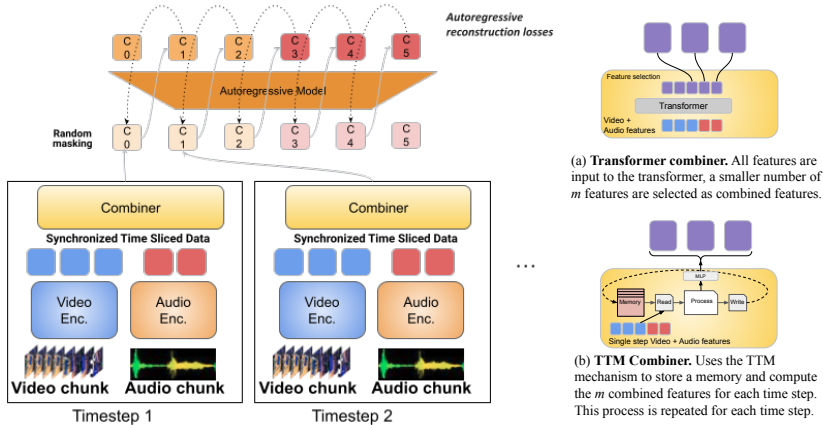 Autoregressive
reconstruction losses
C 0
C 1
C 2
C 3
C 4
C 5
Autoregressive Model
Random
masking
C 0
C 1
C 2
C 3
C 4
C 5
Combiner
Synchronized Time Sliced Data
Video
Enc.
Audio
Enc.
Video chunk
Audio chunk
Timestep 1
Combiner
Synchronized Time Sliced Data
Video
Enc.
Audio
Enc.
Video chunk
Audio chunk
Timestep 2
...
Feature selection
Transformer
Video +
Audio features
(a) Transformer combiner. All features are
input to the transformer, a smaller number of
m features are selected as combined features.
MLP
Memory
Read
Process
Write
Single step Video + Audio features
(b) TTM Combiner. Uses the TTM
mechanism to store a memory and compute
the m combined features for each time step.
This process is repeated for each time step.